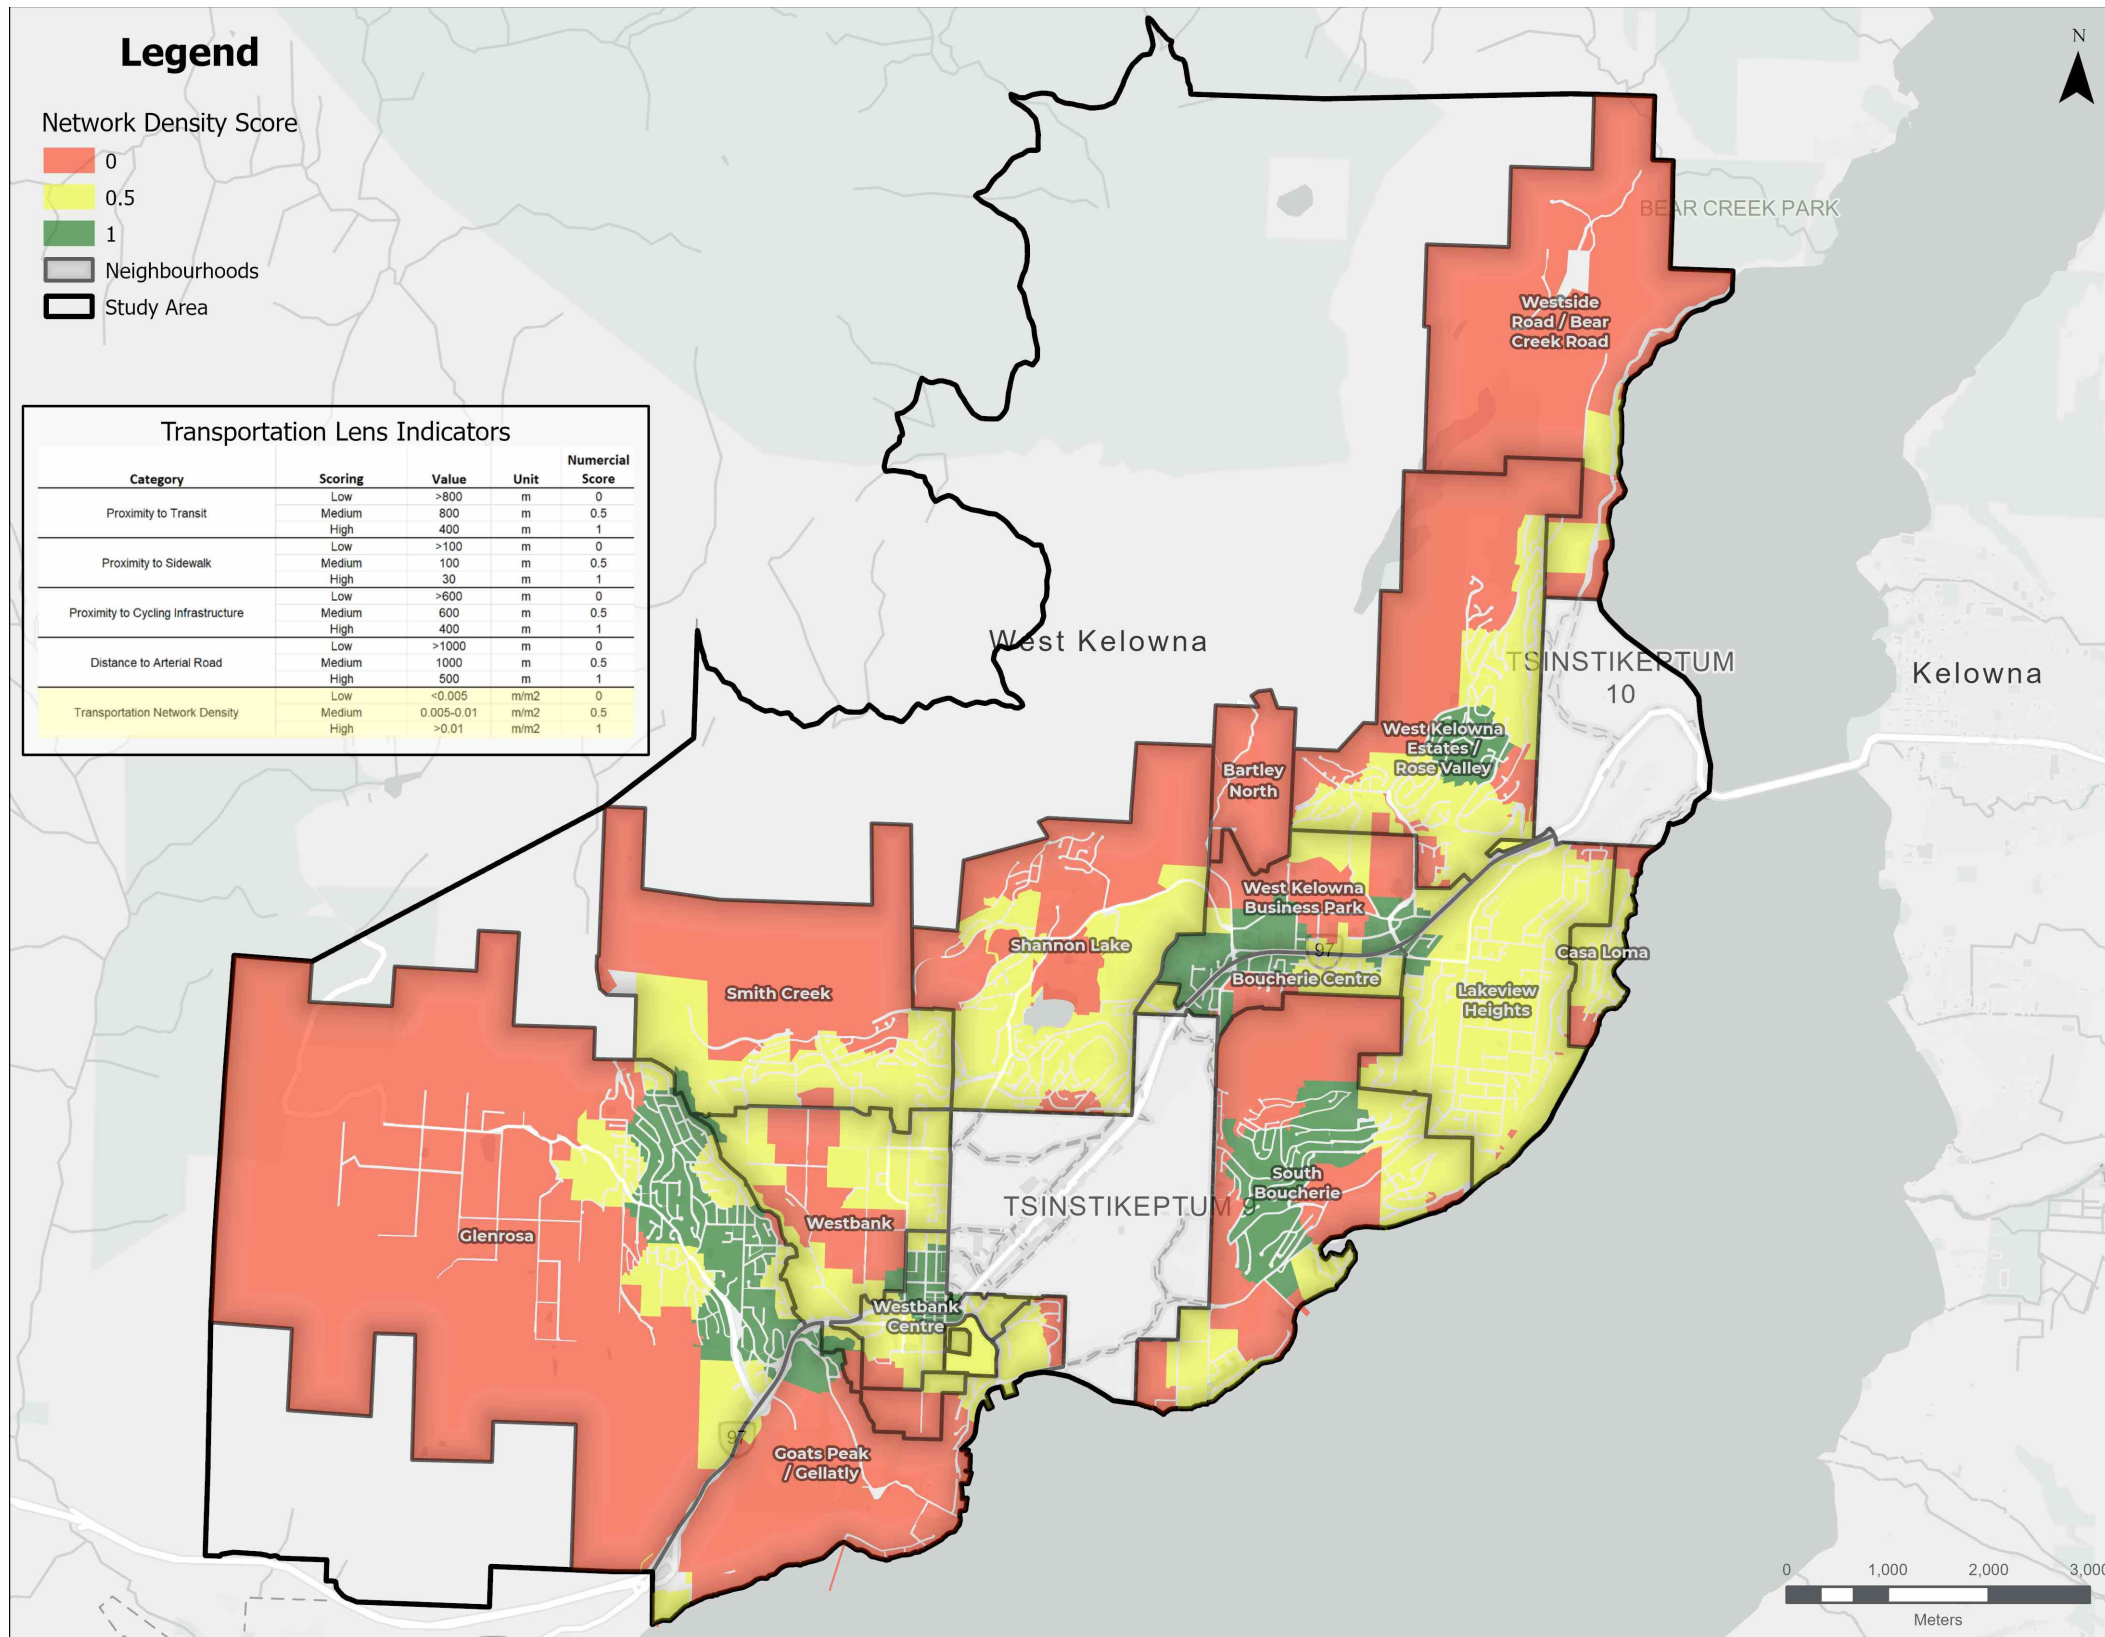 Legend
Network Density Score
0
0.5
1
Neighbourhoods
Study Area
Transportation Lens Indicators
Category Scoring Value Unit Numercial Score
Proximity to Transit
Low >800 m 0
Medium 800 m 0.5
High 400 m 1
Proximity to Sidewalk
Low >100 m 0
Medium 100 m 0.5
High 30 m 1
Proximity to Cycling Infrastructure
Low >600 m 0
Medium 600 m 0.5
High 400 m 1
Distance to Arterial Road
Low >1000 m 0
Medium 1000 m 0.5
High 500 m 1
Transportation Network Density
Low <0.005 m/m2 0
Medium 0.005-0.01 m/m2 0.5
High >0.01 m/m2 1
N
BEAR CREEK PARK
Westside
Road / Bear
Creek Road
West Kelowna
TSINSTIKEPTUM
10
Kelowna
West Kelowna
Estates /
Rose Valley
Bartley
North
West Kelowna
Business Park
Shannon Lake
97
Casa Loma
Boucherie Centre
Smith Creek
Lakeview
Heights
South
Boucherie
TSINSTIKEPTUM 9
Westbank
Glenrosa
Westbank
Centre
97
Goats Peak
/ Gellatly
0 1,000 2,000 3,000
Meters